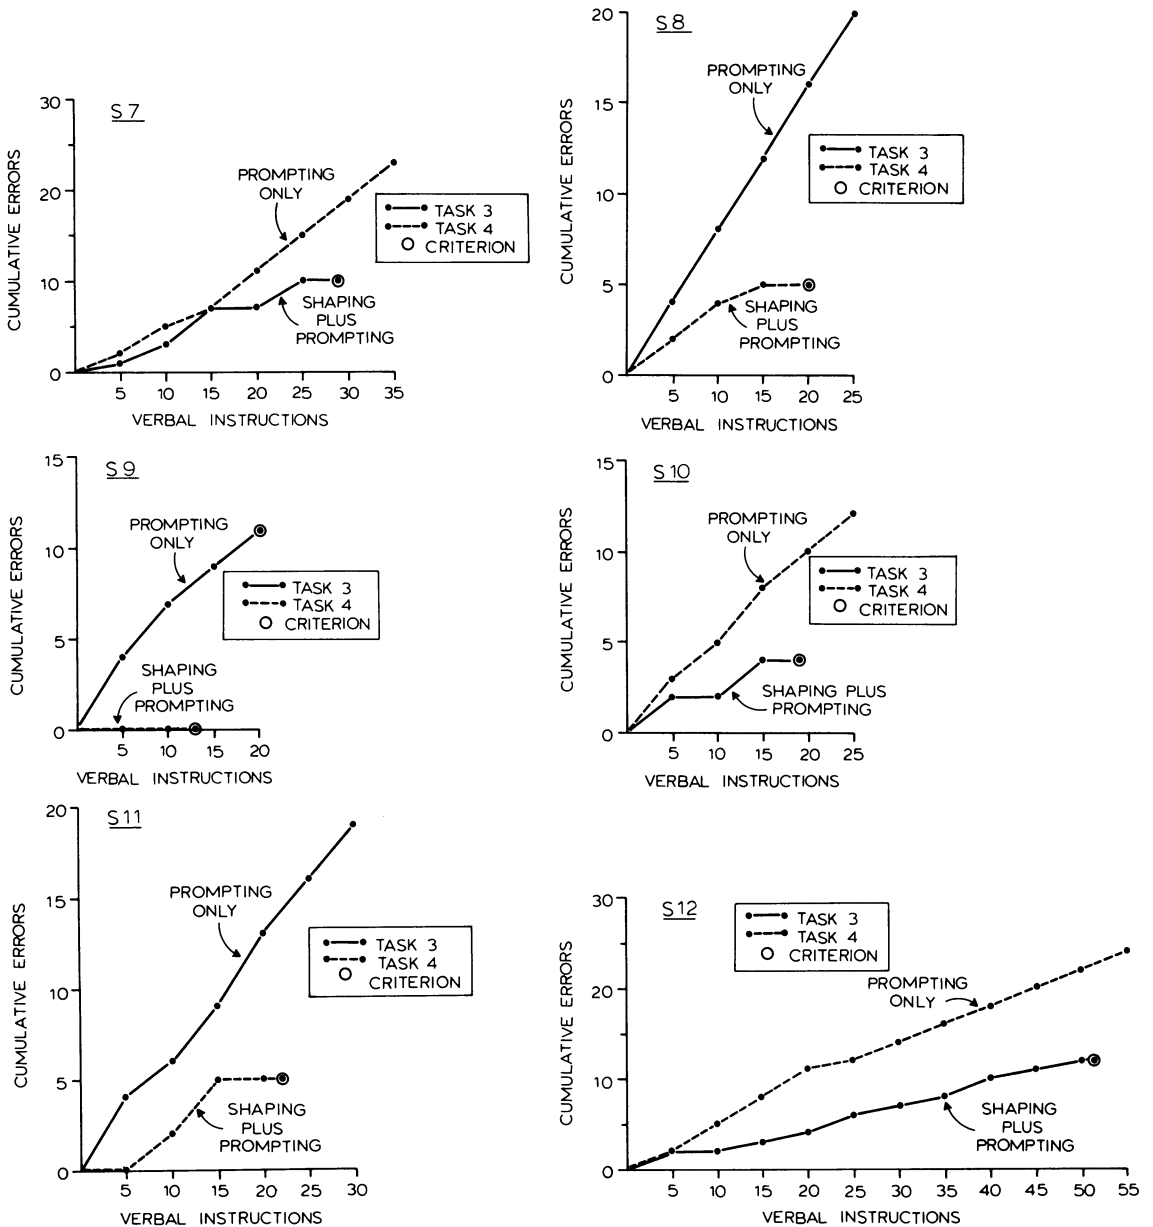 S 7
30
20
10
0
5 10 15 20 25 30 35
CUMULATIVE ERRORS
VERBAL INSTRUCTIONS
PROMPTING
ONLY
TASK 3
TASK 4
CRITERION
SHAPING
PLUS
PROMPTING
S 8
20
15
10
5
0
5 10 15 20 25
CUMULATIVE ERRORS
VERBAL INSTRUCTIONS
PROMPTING
ONLY
TASK 3
TASK 4
CRITERION
SHAPING
PLUS
PROMPTING
S 9
15
10
5
0
5 10 15 20
CUMULATIVE ERRORS
VERBAL INSTRUCTIONS
PROMPTING
ONLY
TASK 3
TASK 4
CRITERION
SHAPING
PLUS
PROMPTING
S 10
15
10
5
0
5 10 15 20 25
CUMULATIVE ERRORS
VERBAL INSTRUCTIONS
PROMPTING
ONLY
TASK 3
TASK 4
CRITERION
SHAPING PLUS
PROMPTING
S 11
20
15
10
5
0
5 10 15 20 25 30
CUMULATIVE ERRORS
VERBAL INSTRUCTIONS
PROMPTING
ONLY
TASK 3
TASK 4
CRITERION
SHAPING
PLUS
PROMPTING
S 12
30
20
10
0
5 10 15 20 25 30 35 40 45 50 55
CUMULATIVE ERRORS
VERBAL INSTRUCTIONS
TASK 3
TASK 4
CRITERION
PROMPTING
ONLY
SHAPING
PLUS
PROMPTING